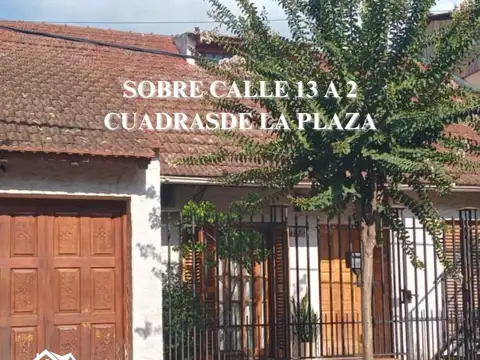 SOBRE CALLE 13 A 2
CUADRASDE LA PLAZA